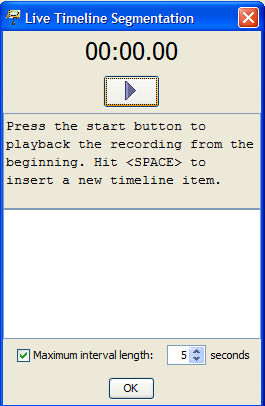 Live Timeline Segmentation
00:00.00
Press the start button to
playback the recording from the
beginning. Hit <SPACE> to
insert a new timeline item.
Maximum interval length: 5 seconds
OK